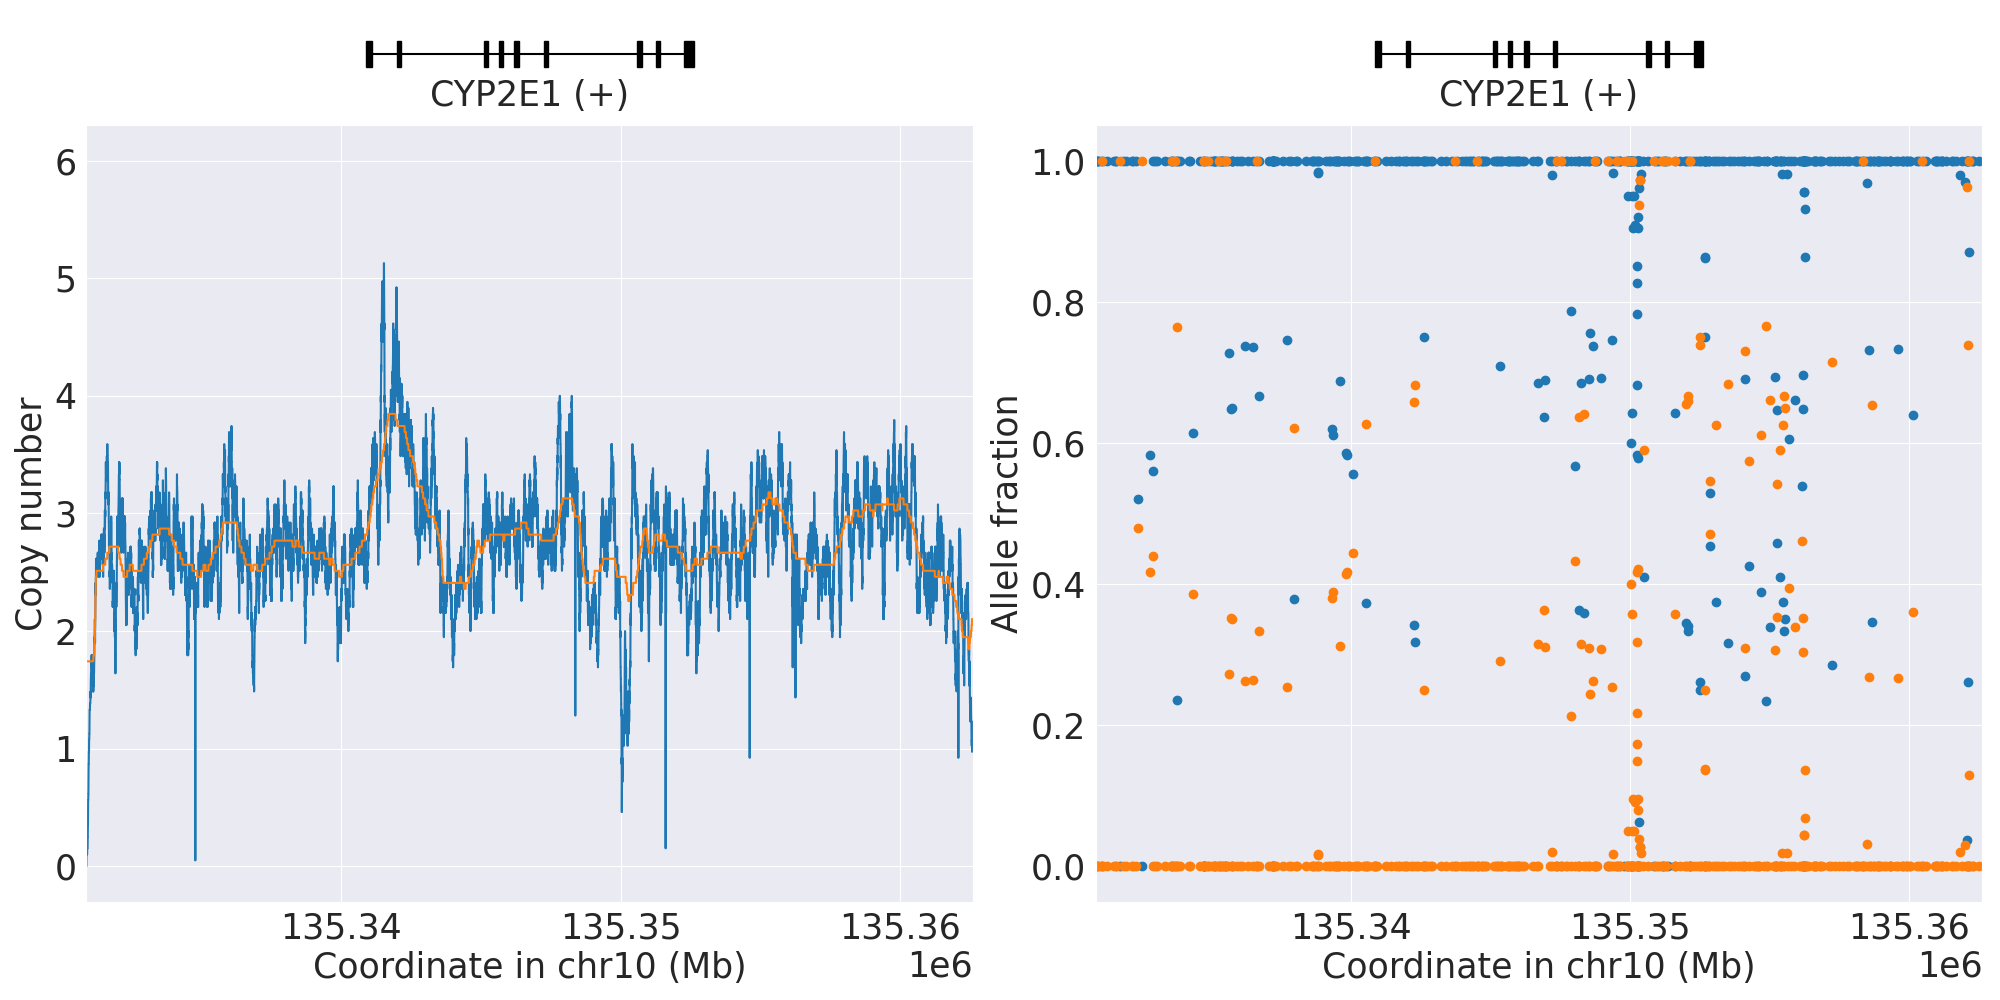 CYP2E1 (+)
6
5
4
3
2
1
0
Copy number
135.34 135.35 135.36
Coordinate in chr10 (Mb)
1e6
CYP2E1 (+)
1.0
0.8
0.6
0.4
0.2
0.0
Allele fraction
135.34 135.35 135.36
Coordinate in chr10 (Mb)
1e6